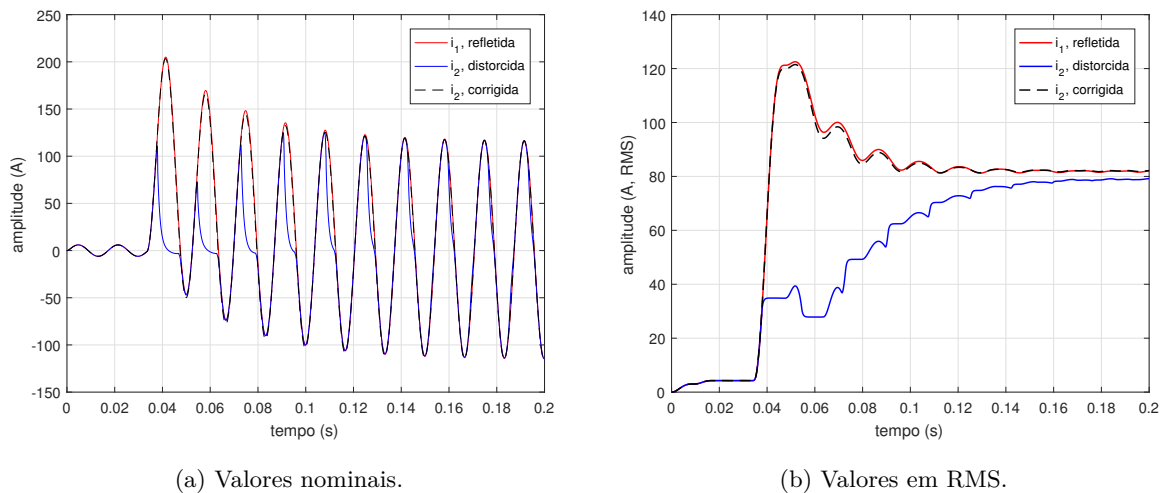 250
200
150
100
50
0
-50
-100
-150
amplitude (A)
0 0.02 0.04 0.06 0.08 0.1 0.12 0.14 0.16 0.18 0.2
tempo (s)
i1, refletida
i2, distorcida
i2, corrigida
(a) Valores nominais.
140
120
100
80
60
40
20
0
amplitude (A, RMS)
0 0.02 0.04 0.06 0.08 0.1 0.12 0.14 0.16 0.18 0.2
tempo (s)
i1, refletida
i2, distorcida
i2, corrigida
(b) Valores em RMS.